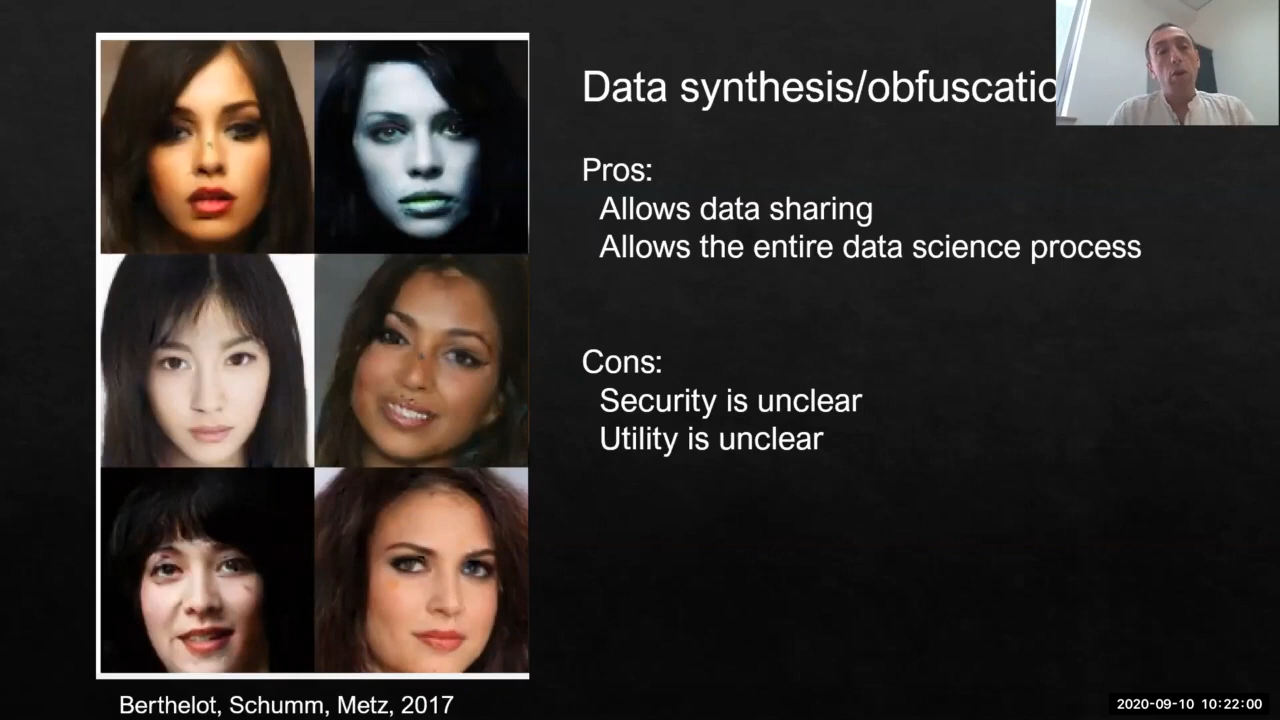 Data synthesis/obfuscatio
Pros:
Allows data sharing
Allows the entire data science process
Cons:
Security is unclear
Utility is unclear
Berthelot, Schumm, Metz, 2017
2020-09-10 10:22:00